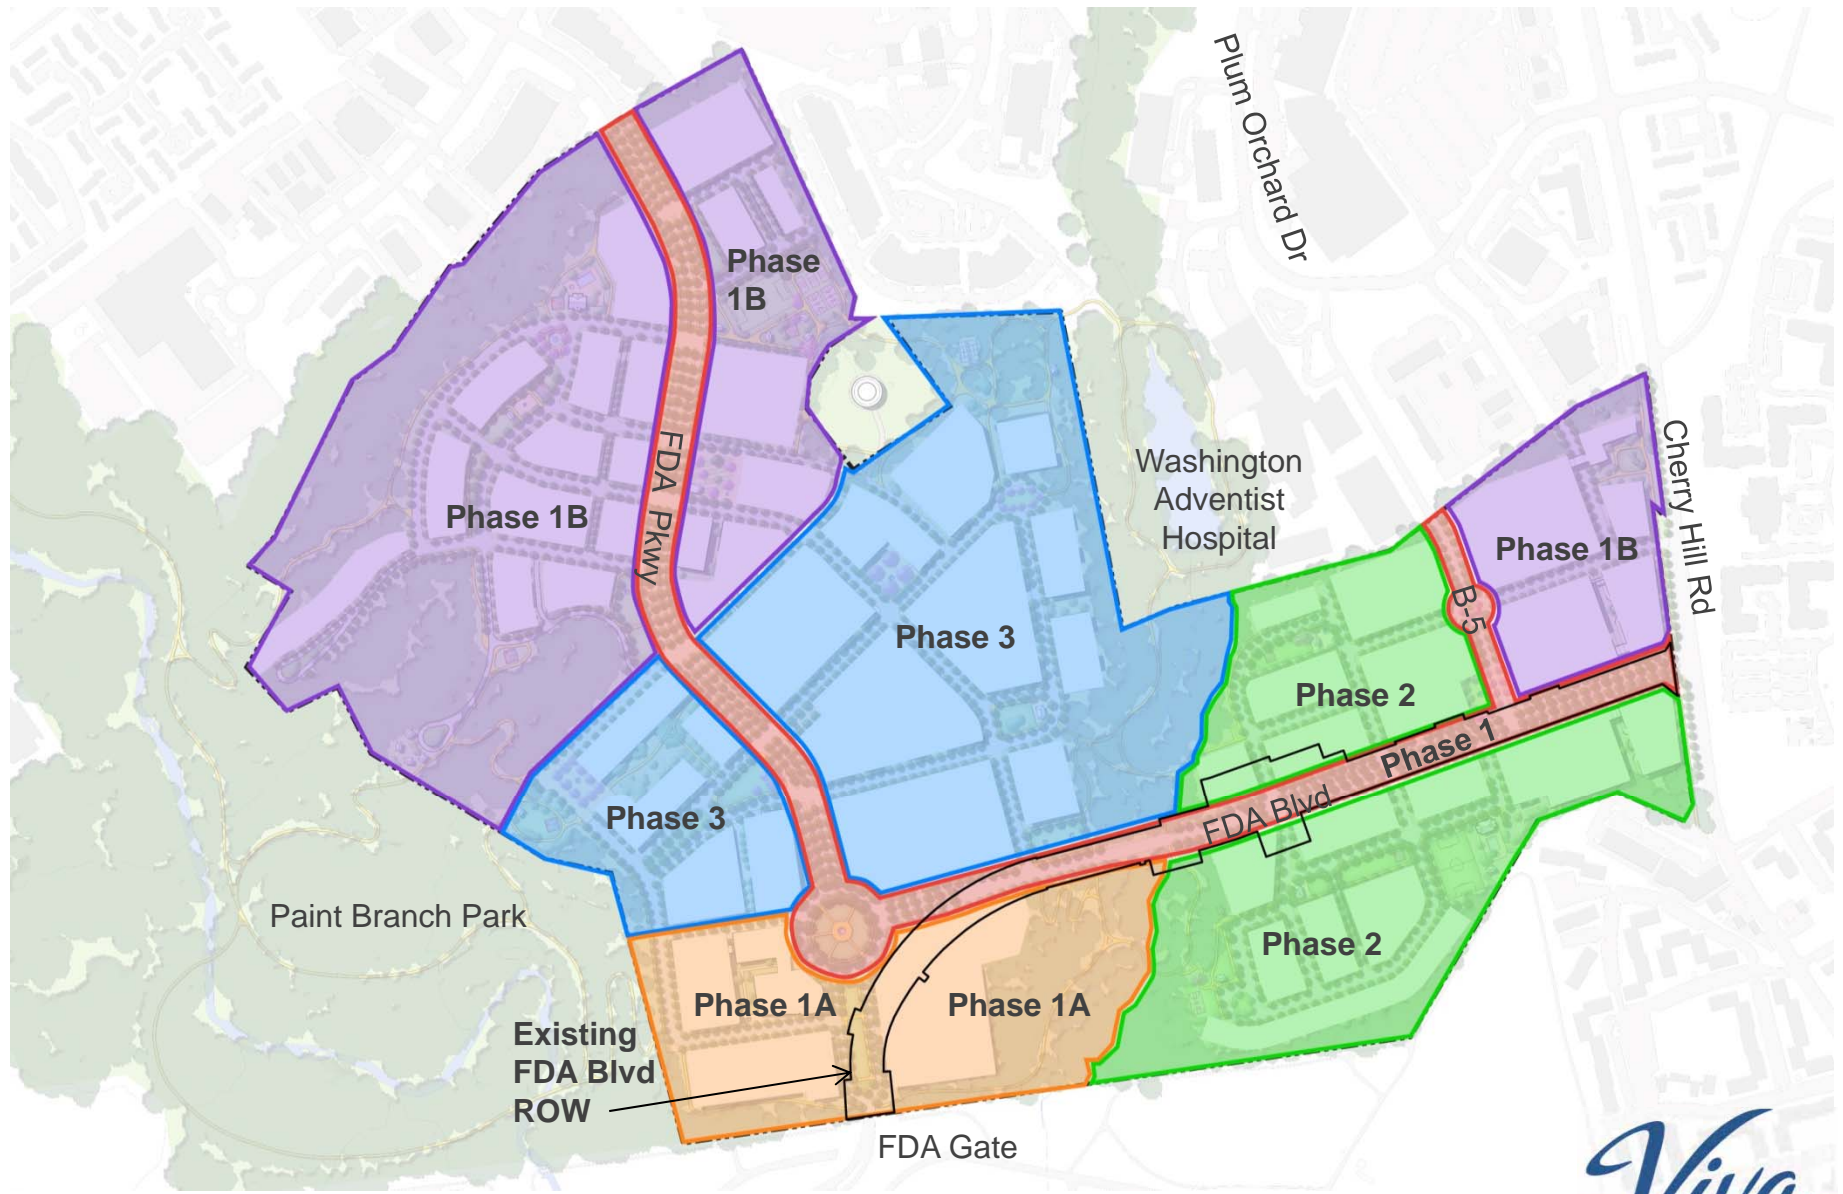 Plum Orchard Dr
Phase
1B
FDA Pkwy
Phase 1B
Washington
Adventist
Hospital
Cherry Hill Rd
Phase 1B
B-5
Phase 3
Phase 2
Phase 1
FDA Blvd
Phase 3
Paint Branch Park
Phase 2
Phase 1A
Phase 1A
Existing
FDA Blvd
ROW
FDA Gate
Viva